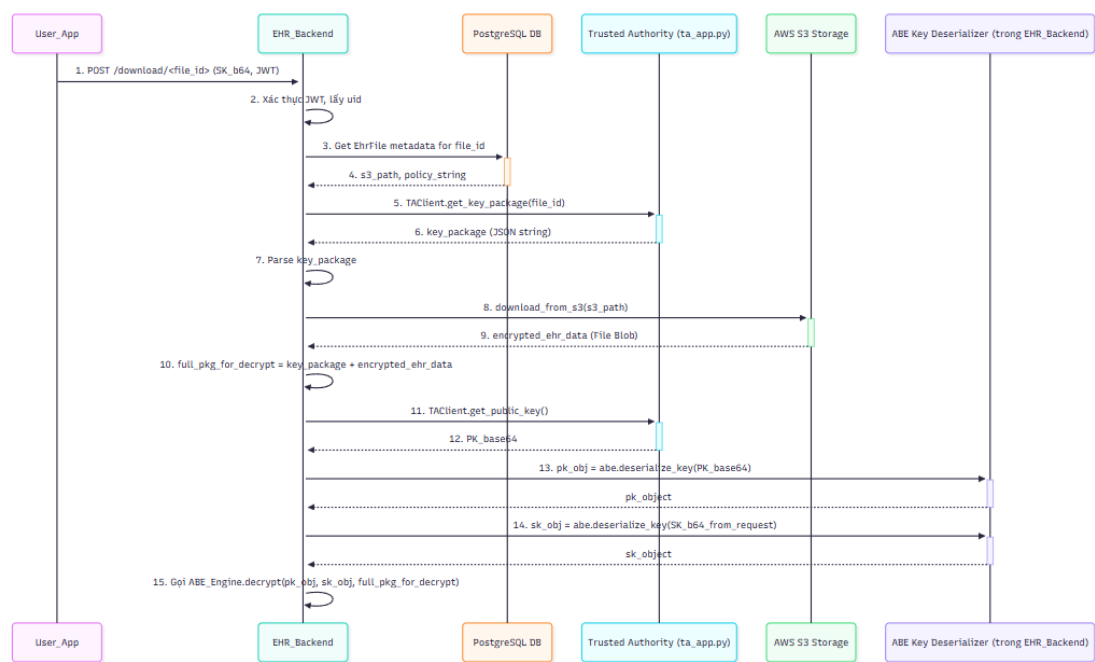 User_App
EHR_Backend
PostgreSQL DB
Trusted Authority (ta_app.py)
AWS S3 Storage
ABE Key Deserializer (trong EHR_Backend)
1. POST /download/<file_id> (SK_b64, JWT)
2. Xác thực JWT, lấy uid
3. Get EhrFile metadata for file_id
4. s3_path, policy_string
5. TAClient.get_key_package(file_id)
6. key_package (JSON string)
7. Parse key_package
8. download_from_s3(s3_path)
9. encrypted_ehr_data (File Blob)
10. full_pkg_for_decrypt = key_package + encrypted_ehr_data
11. TAClient.get_public_key()
12. PK_base64
13. pk_obj = abe.deserialize_key(PK_base64)
pk_object
14. sk_obj = abe.deserialize_key(SK_b64_from_request)
sk_object
15. Gọi ABE_Engine.decrypt(pk_obj, sk_obj, full_pkg_for_decrypt)
User_App
EHR_Backend
PostgreSQL DB
Trusted Authority (ta_app.py)
AWS S3 Storage
ABE Key Deserializer (trong EHR_Backend)